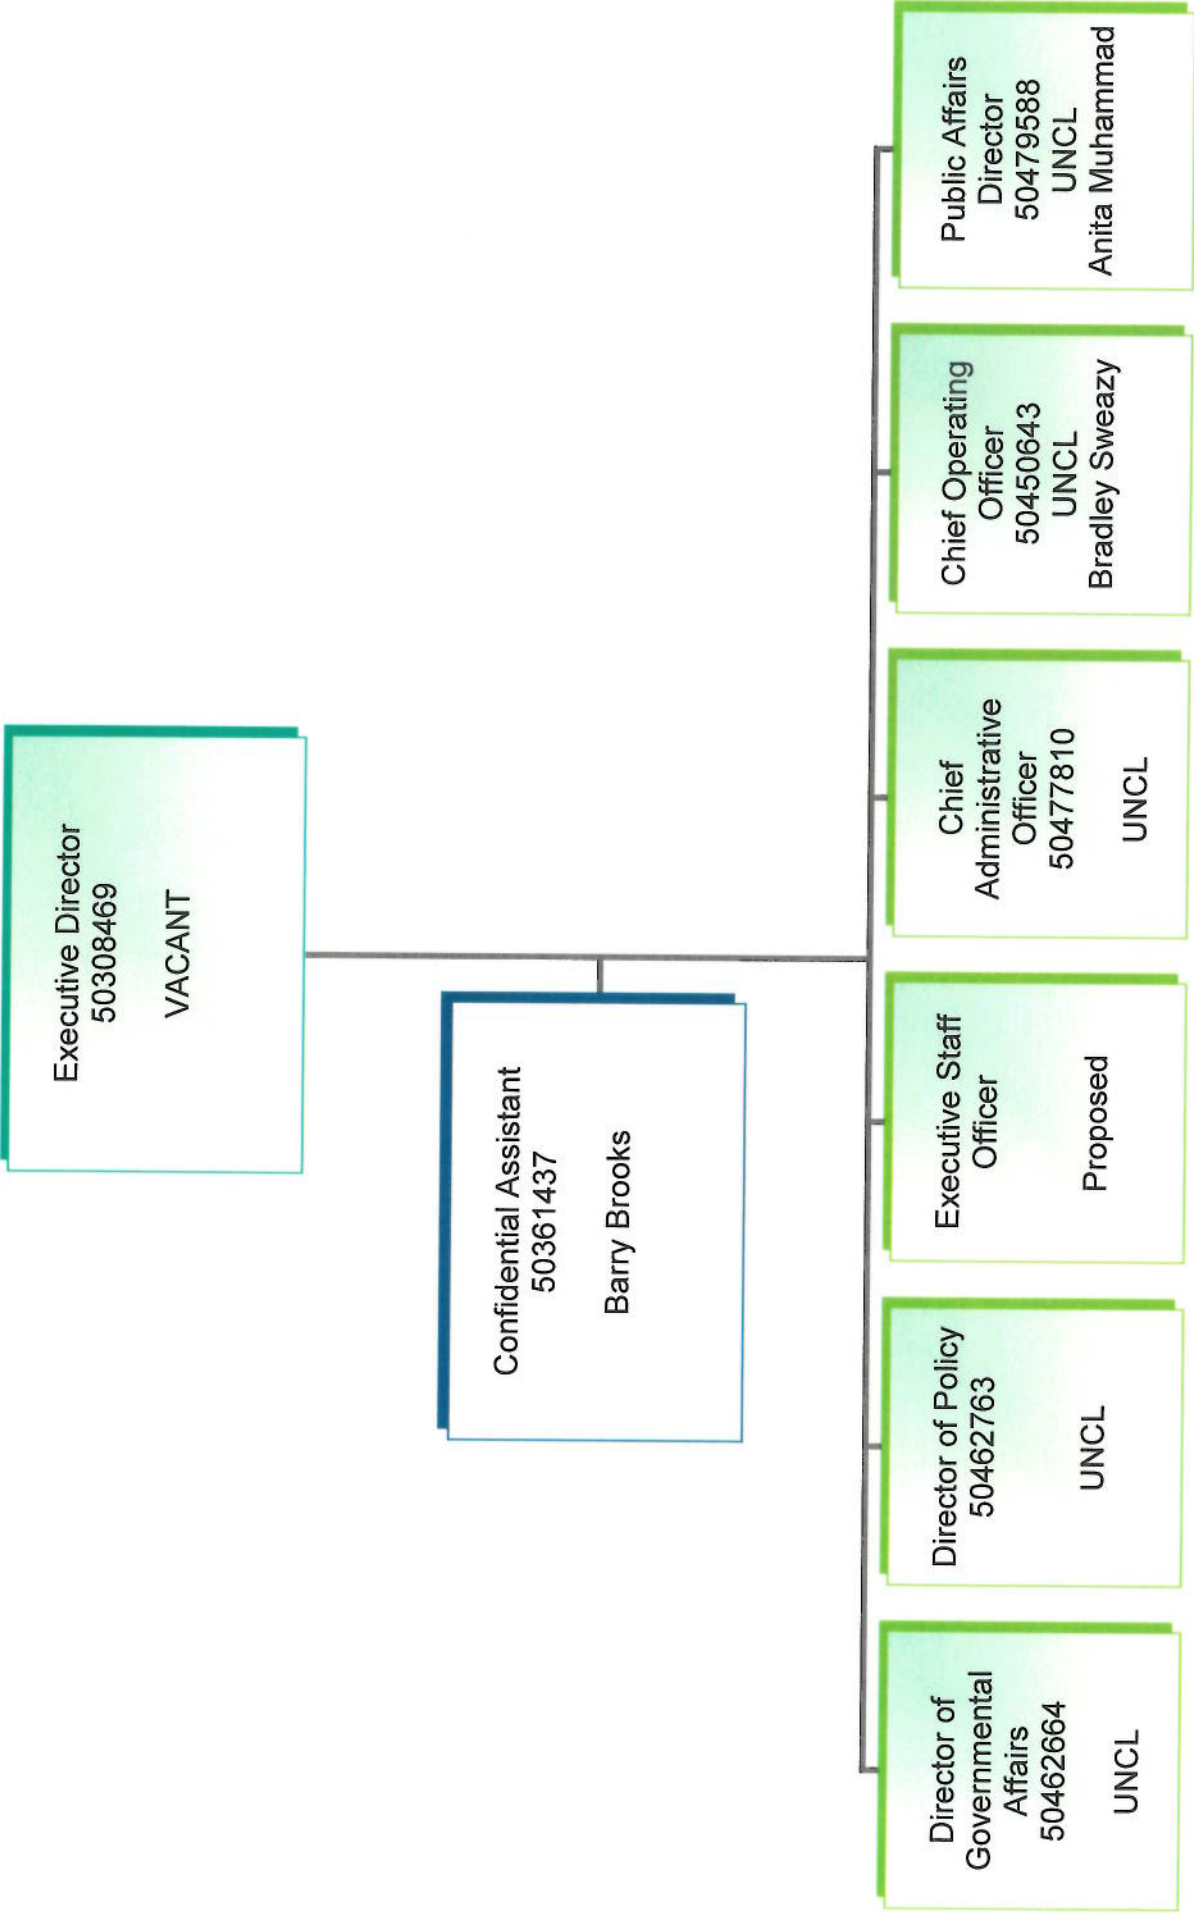 Executive Director
50308469
VACANT
Confidential Assistant
50361437
Barry Brooks
Director of
Governmental
Affairs
50462664
UNCL
Director of Policy
50462763
UNCL
Executive Staff
Officer
Proposed
Chief
Administrative
Officer
50477810
UNCL
Chief Operating
Officer
50450643
UNCL
Bradley Sweazy
Public Affairs
Director
50479588
UNCL
Anita Muhammad